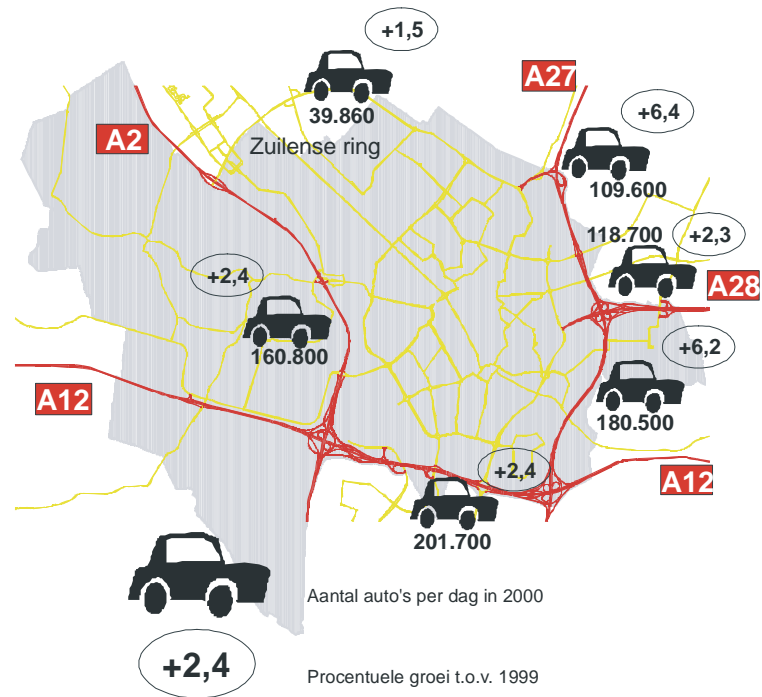 +1,5
A27
39.860
+6,4
A2
Zuilense ring
109.600
118.700
+2,3
+2,4
A28
160.800
+6,2
A12
180.500
+2,4
A12
201.700
Aantal auto's per dag in 2000
+2,4
Procentuele groei t.o.v. 1999